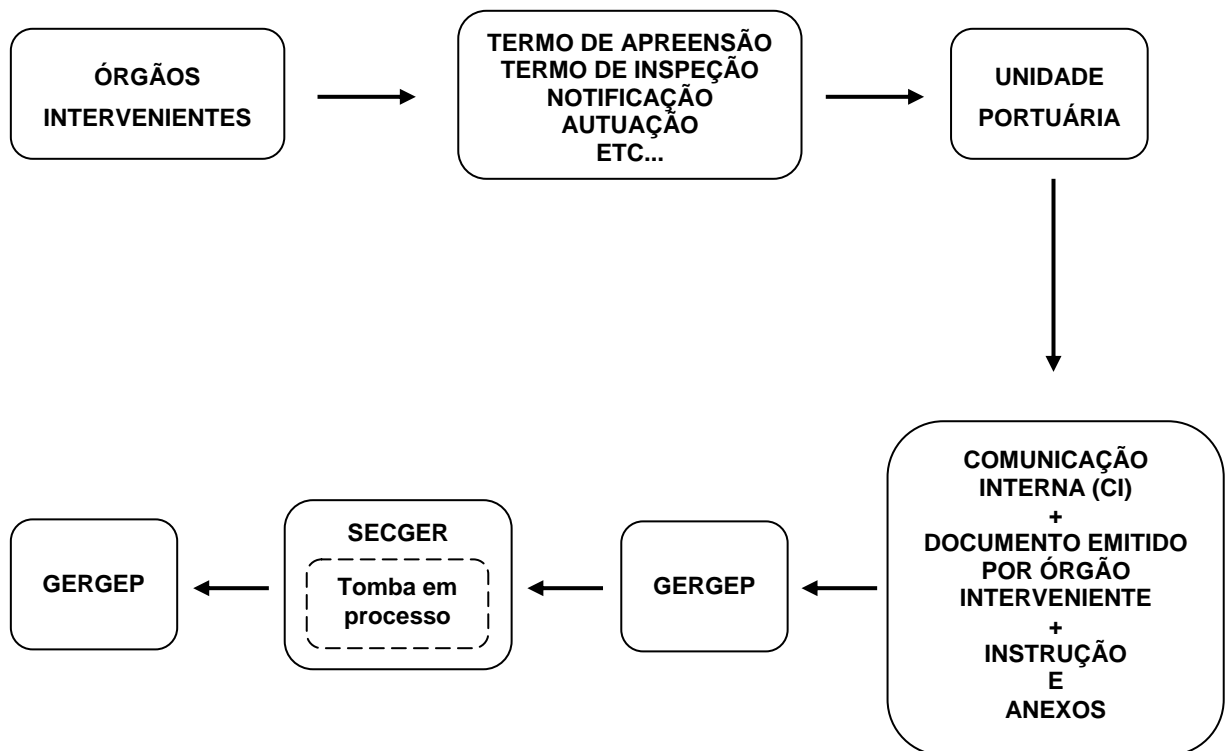 ÓRGÃOS
INTERVENIENTES
TERMO DE APREENSÃO
TERMO DE INSPEÇÃO
NOTIFICAÇÃO
AUTUAÇÃO
ETC...
UNIDADE
PORTUÁRIA
COMUNICAÇÃO
INTERNA (CI)
+
DOCUMENTO EMITIDO
POR ÓRGÃO
INTERVENIENTE
+
INSTRUÇÃO
E
ANEXOS
GERGEP
SECGER
Tomba em
processo
GERGEP